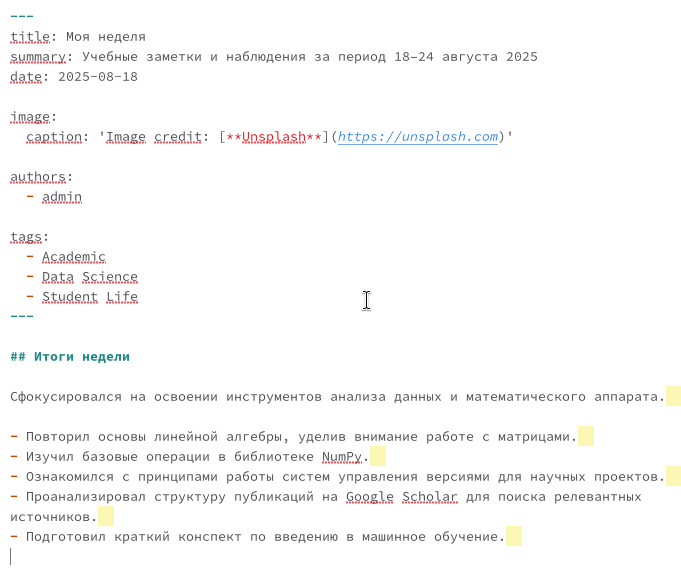 ---
title: Моя неделя
summary: Учебные заметки и наблюдения за период 18–24 августа 2025
date: 2025-08-18
image:
caption: 'Image credit: [**Unsplash**](https://unsplash.com)'
authors:
- admin
tags:
- Academic
- Data Science
- Student Life
---
## Итоги недели
Сфокусировался на освоении инструментов анализа данных и математического аппарата.
- Повторил основы линейной алгебры, уделив внимание работе с матрицами.
- Изучил базовые операции в библиотеке NumPy.
- Ознакомился с принципами работы систем управления версиями для научных проектов.
- Проанализировал структуру публикаций на Google Scholar для поиска релевантных
источников.
- Подготовил краткий конспект по введению в машинное обучение.